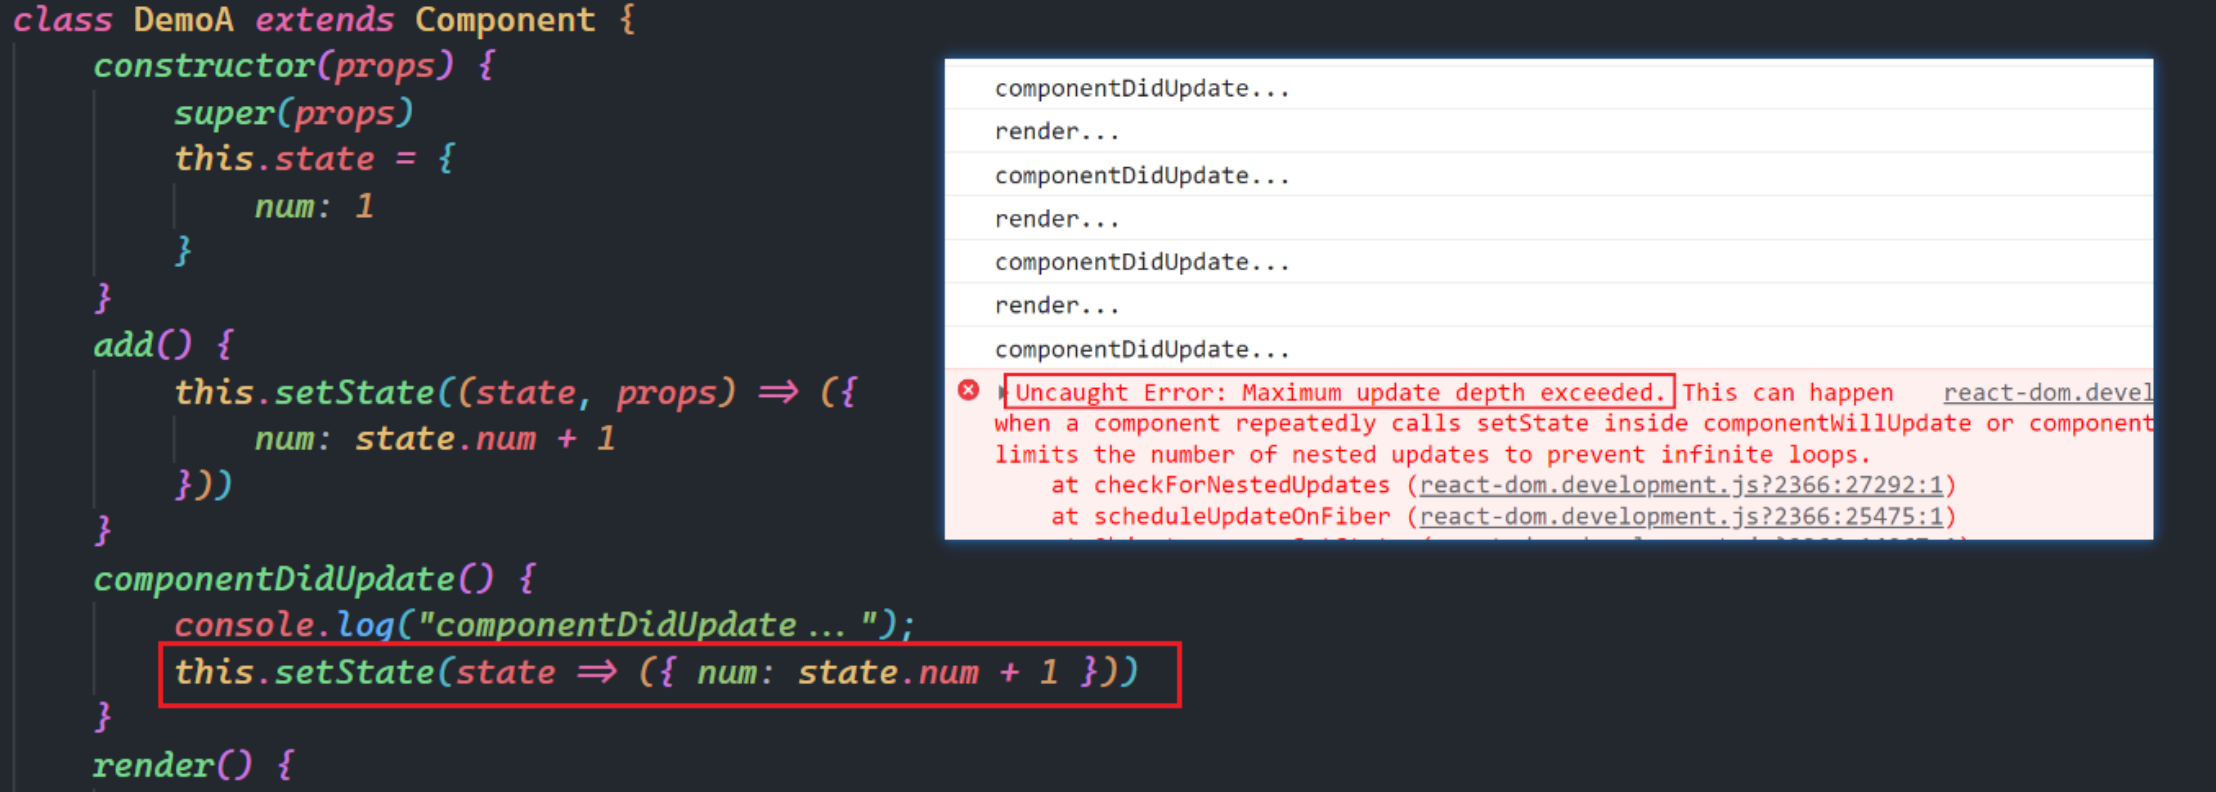 class DemoA extends Component {
constructor(props) {
super(props)
this.state = {
num: 1
}
}
add() {
this.setState((state, props) => ({
num: state.num + 1
}))
}
componentDidUpdate() {
console.log("componentDidUpdate...");
this.setState(state => ({ num: state.num + 1 }))
}
render() {
componentDidUpdate...
render...
componentDidUpdate...
render...
componentDidUpdate...
render...
componentDidUpdate...
Uncaught Error: Maximum update depth exceeded. This can happen react-dom.devel
when a component repeatedly calls setState inside componentWillUpdate or component
limits the number of nested updates to prevent infinite loops.
at checkForNestedUpdates (react-dom.development.js?2366:27292:1)
at scheduleUpdateOnFiber (react-dom.development.js?2366:25475:1)